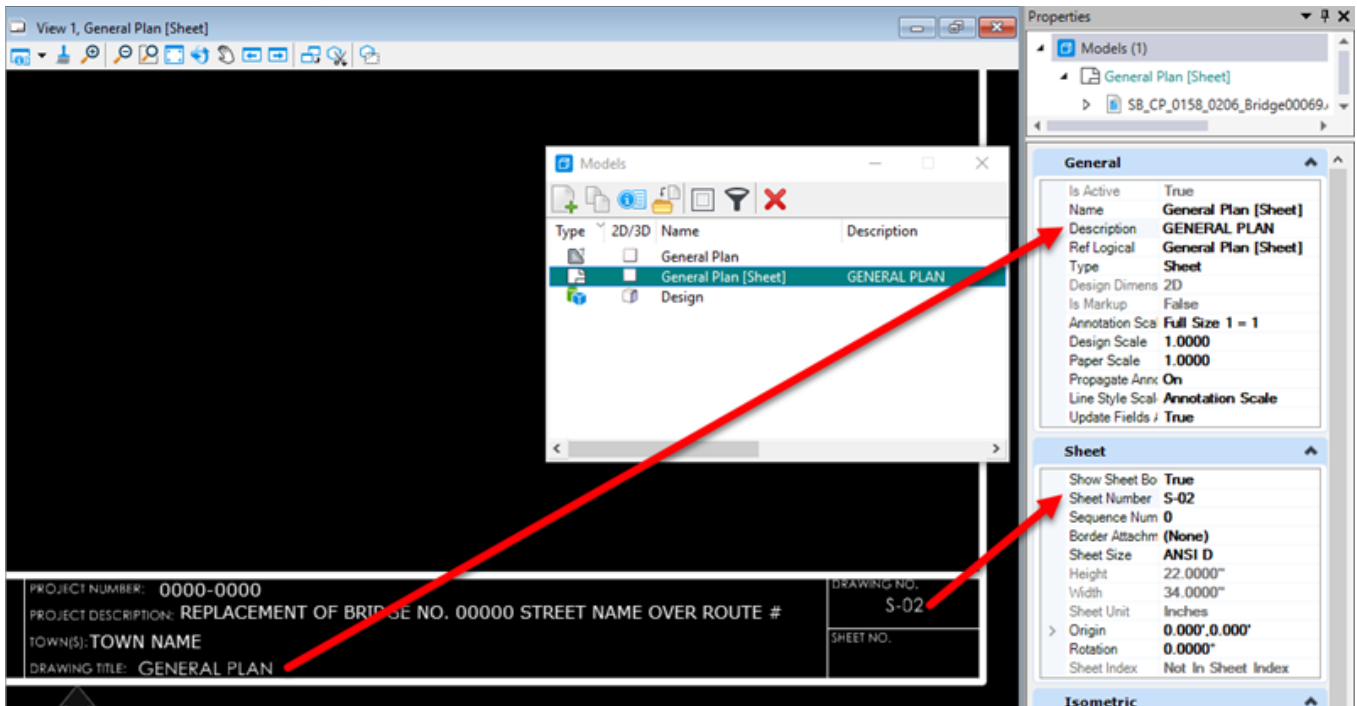 View 1, General Plan [Sheet]
Models
Type 2D/3D Name Description
General Plan
General Plan [Sheet] GENERAL PLAN
Design
PROJECT NUMBER: 0000-0000
PROJECT DESCRIPTION: REPLACEMENT OF BRIDGE NO. 00000 STREET NAME OVER ROUTE #
TOWN(S): TOWN NAME
DRAWING TITLE: GENERAL PLAN
DRAWING NO.
S-02
SHEET NO.
Properties
Models (1)
General Plan [Sheet]
SB_CP_0158_0206_Bridge00069.
General
Is Active True
Name General Plan [Sheet]
Description GENERAL PLAN
Ref Logical General Plan [Sheet]
Type Sheet
Design Dimens 2D
Is Markup False
Annotation Scal Full Size 1 = 1
Design Scale 1.0000
Paper Scale 1.0000
Propagate Anno On
Line Style Scal Annotation Scale
Update Fields True
Sheet
Show Sheet Bo True
Sheet Number S-02
Sequence Num 0
Border Attachm (None)
Sheet Size ANSI D
Height 22.0000"
Width 34.0000"
Sheet Unit Inches
Origin 0.000',0.000'
Rotation 0.0000°
Sheet Index Not In Sheet Index
Isometric